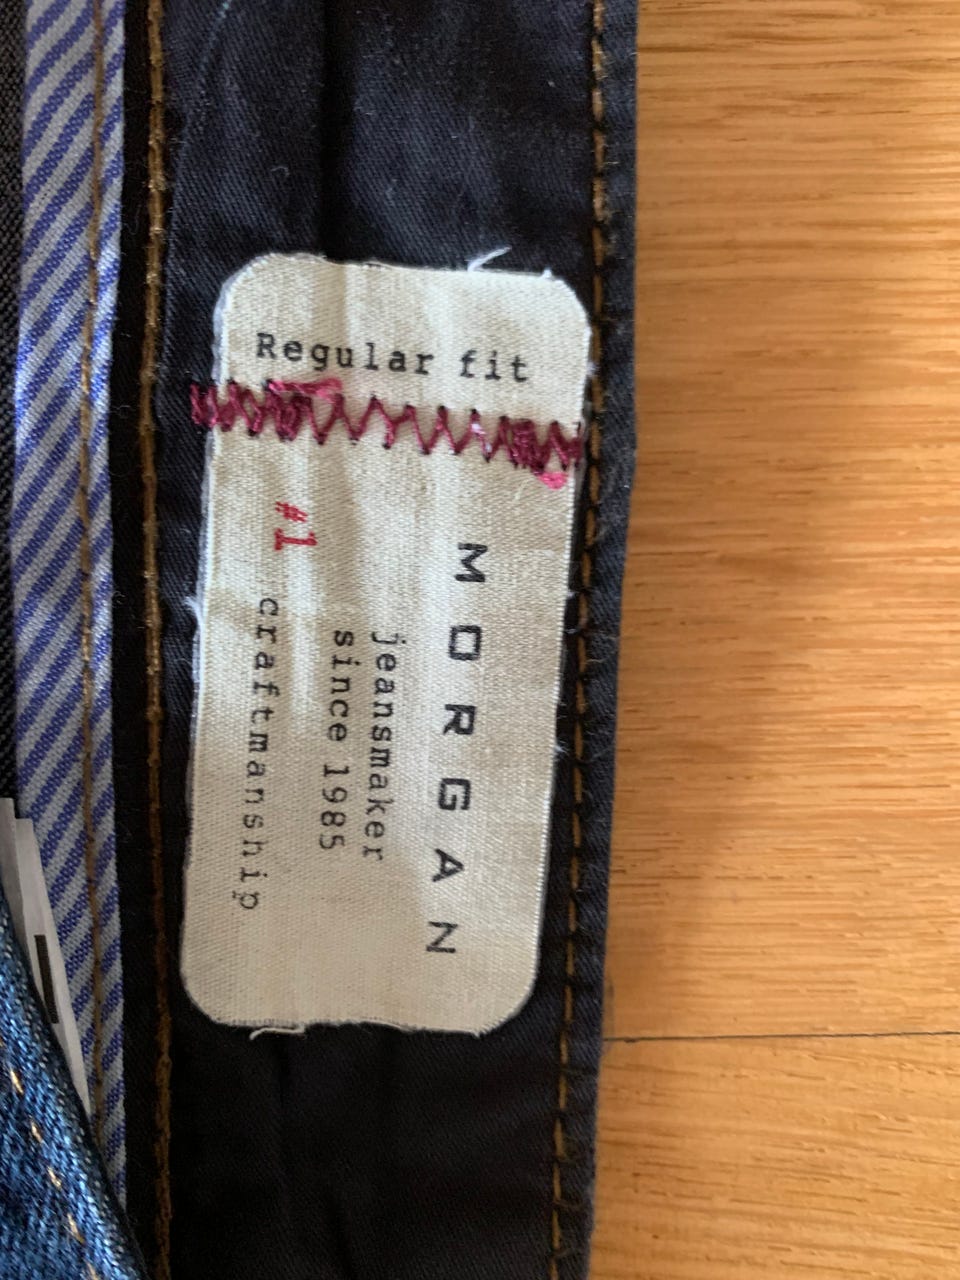 Regular fit
MORGAN
jeansmaker
since 1985
#1 craftmanship